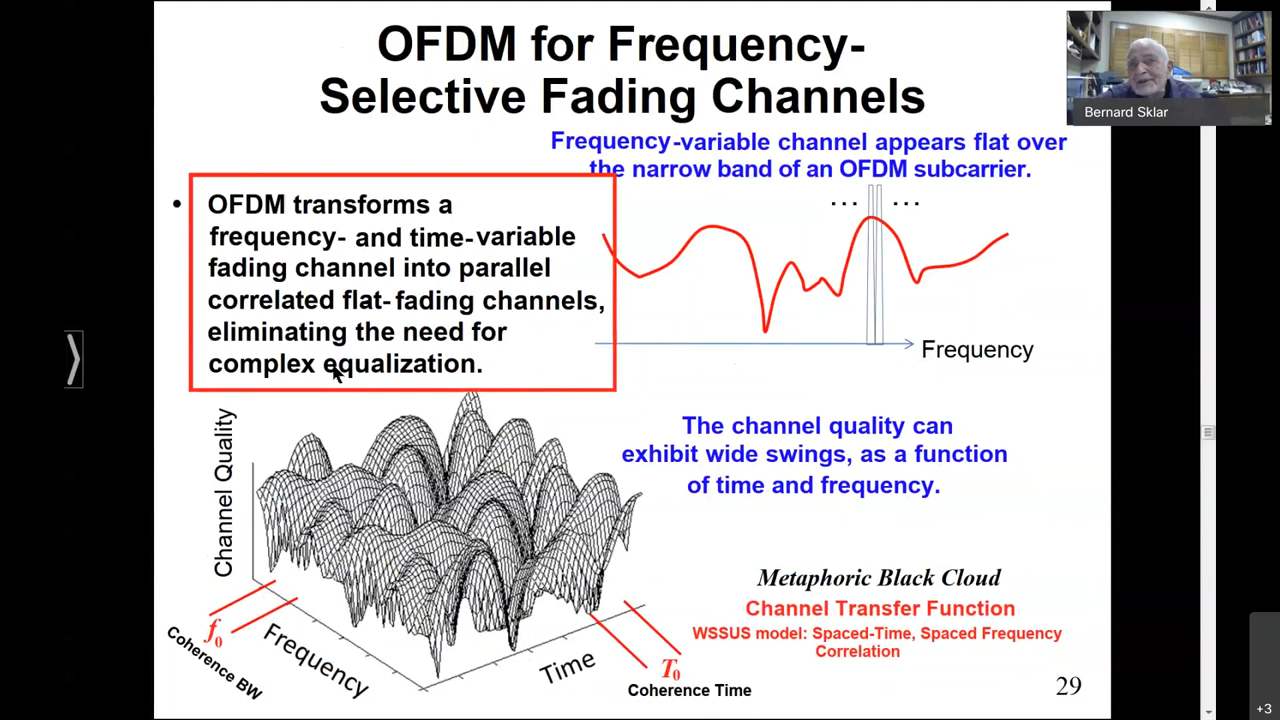 OFDM for Frequency-
Selective Fading Channels
Bernard Sklar
Frequency-variable channel appears flat over
the narrow band of an OFDM subcarrier.
• OFDM transforms a
frequency- and time-variable
fading channel into parallel
correlated flat-fading channels,
eliminating the need for
complex equalization.
... ...
Frequency
Channel Quality
The channel quality can
exhibit wide swings, as a function
of time and frequency.
Metaphoric Black Cloud
Channel Transfer Function
WSSUS model: Spaced-Time, Spaced Frequency
Correlation
f0
Coherence BW
Frequency
Time
T0
Coherence Time
29
+3